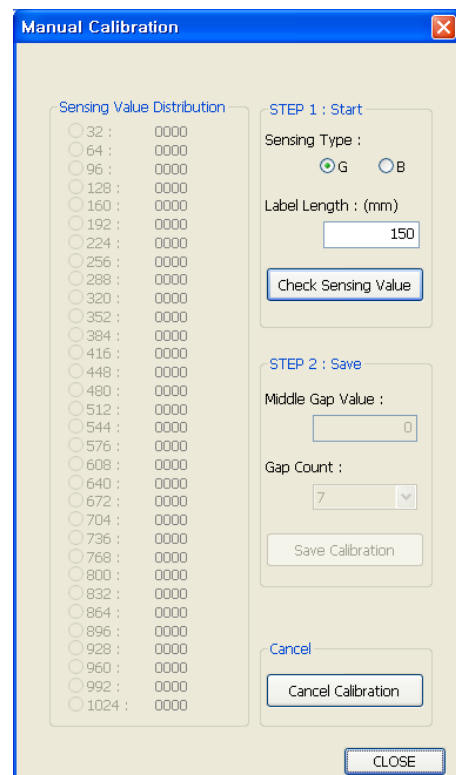 Manual Calibration
Sensing Value Distribution
32 : 0000
64 : 0000
96 : 0000
128 : 0000
160 : 0000
192 : 0000
224 : 0000
256 : 0000
288 : 0000
320 : 0000
352 : 0000
384 : 0000
416 : 0000
448 : 0000
480 : 0000
512 : 0000
544 : 0000
576 : 0000
608 : 0000
640 : 0000
672 : 0000
704 : 0000
736 : 0000
768 : 0000
800 : 0000
832 : 0000
864 : 0000
896 : 0000
928 : 0000
960 : 0000
992 : 0000
1024 : 0000
STEP 1 : Start
Sensing Type :
G B
Label Length : (mm)
150
Check Sensing Value
STEP 2 : Save
Middle Gap Value :
0
Gap Count :
7
Save Calibration
Cancel
Cancel Calibration
CLOSE